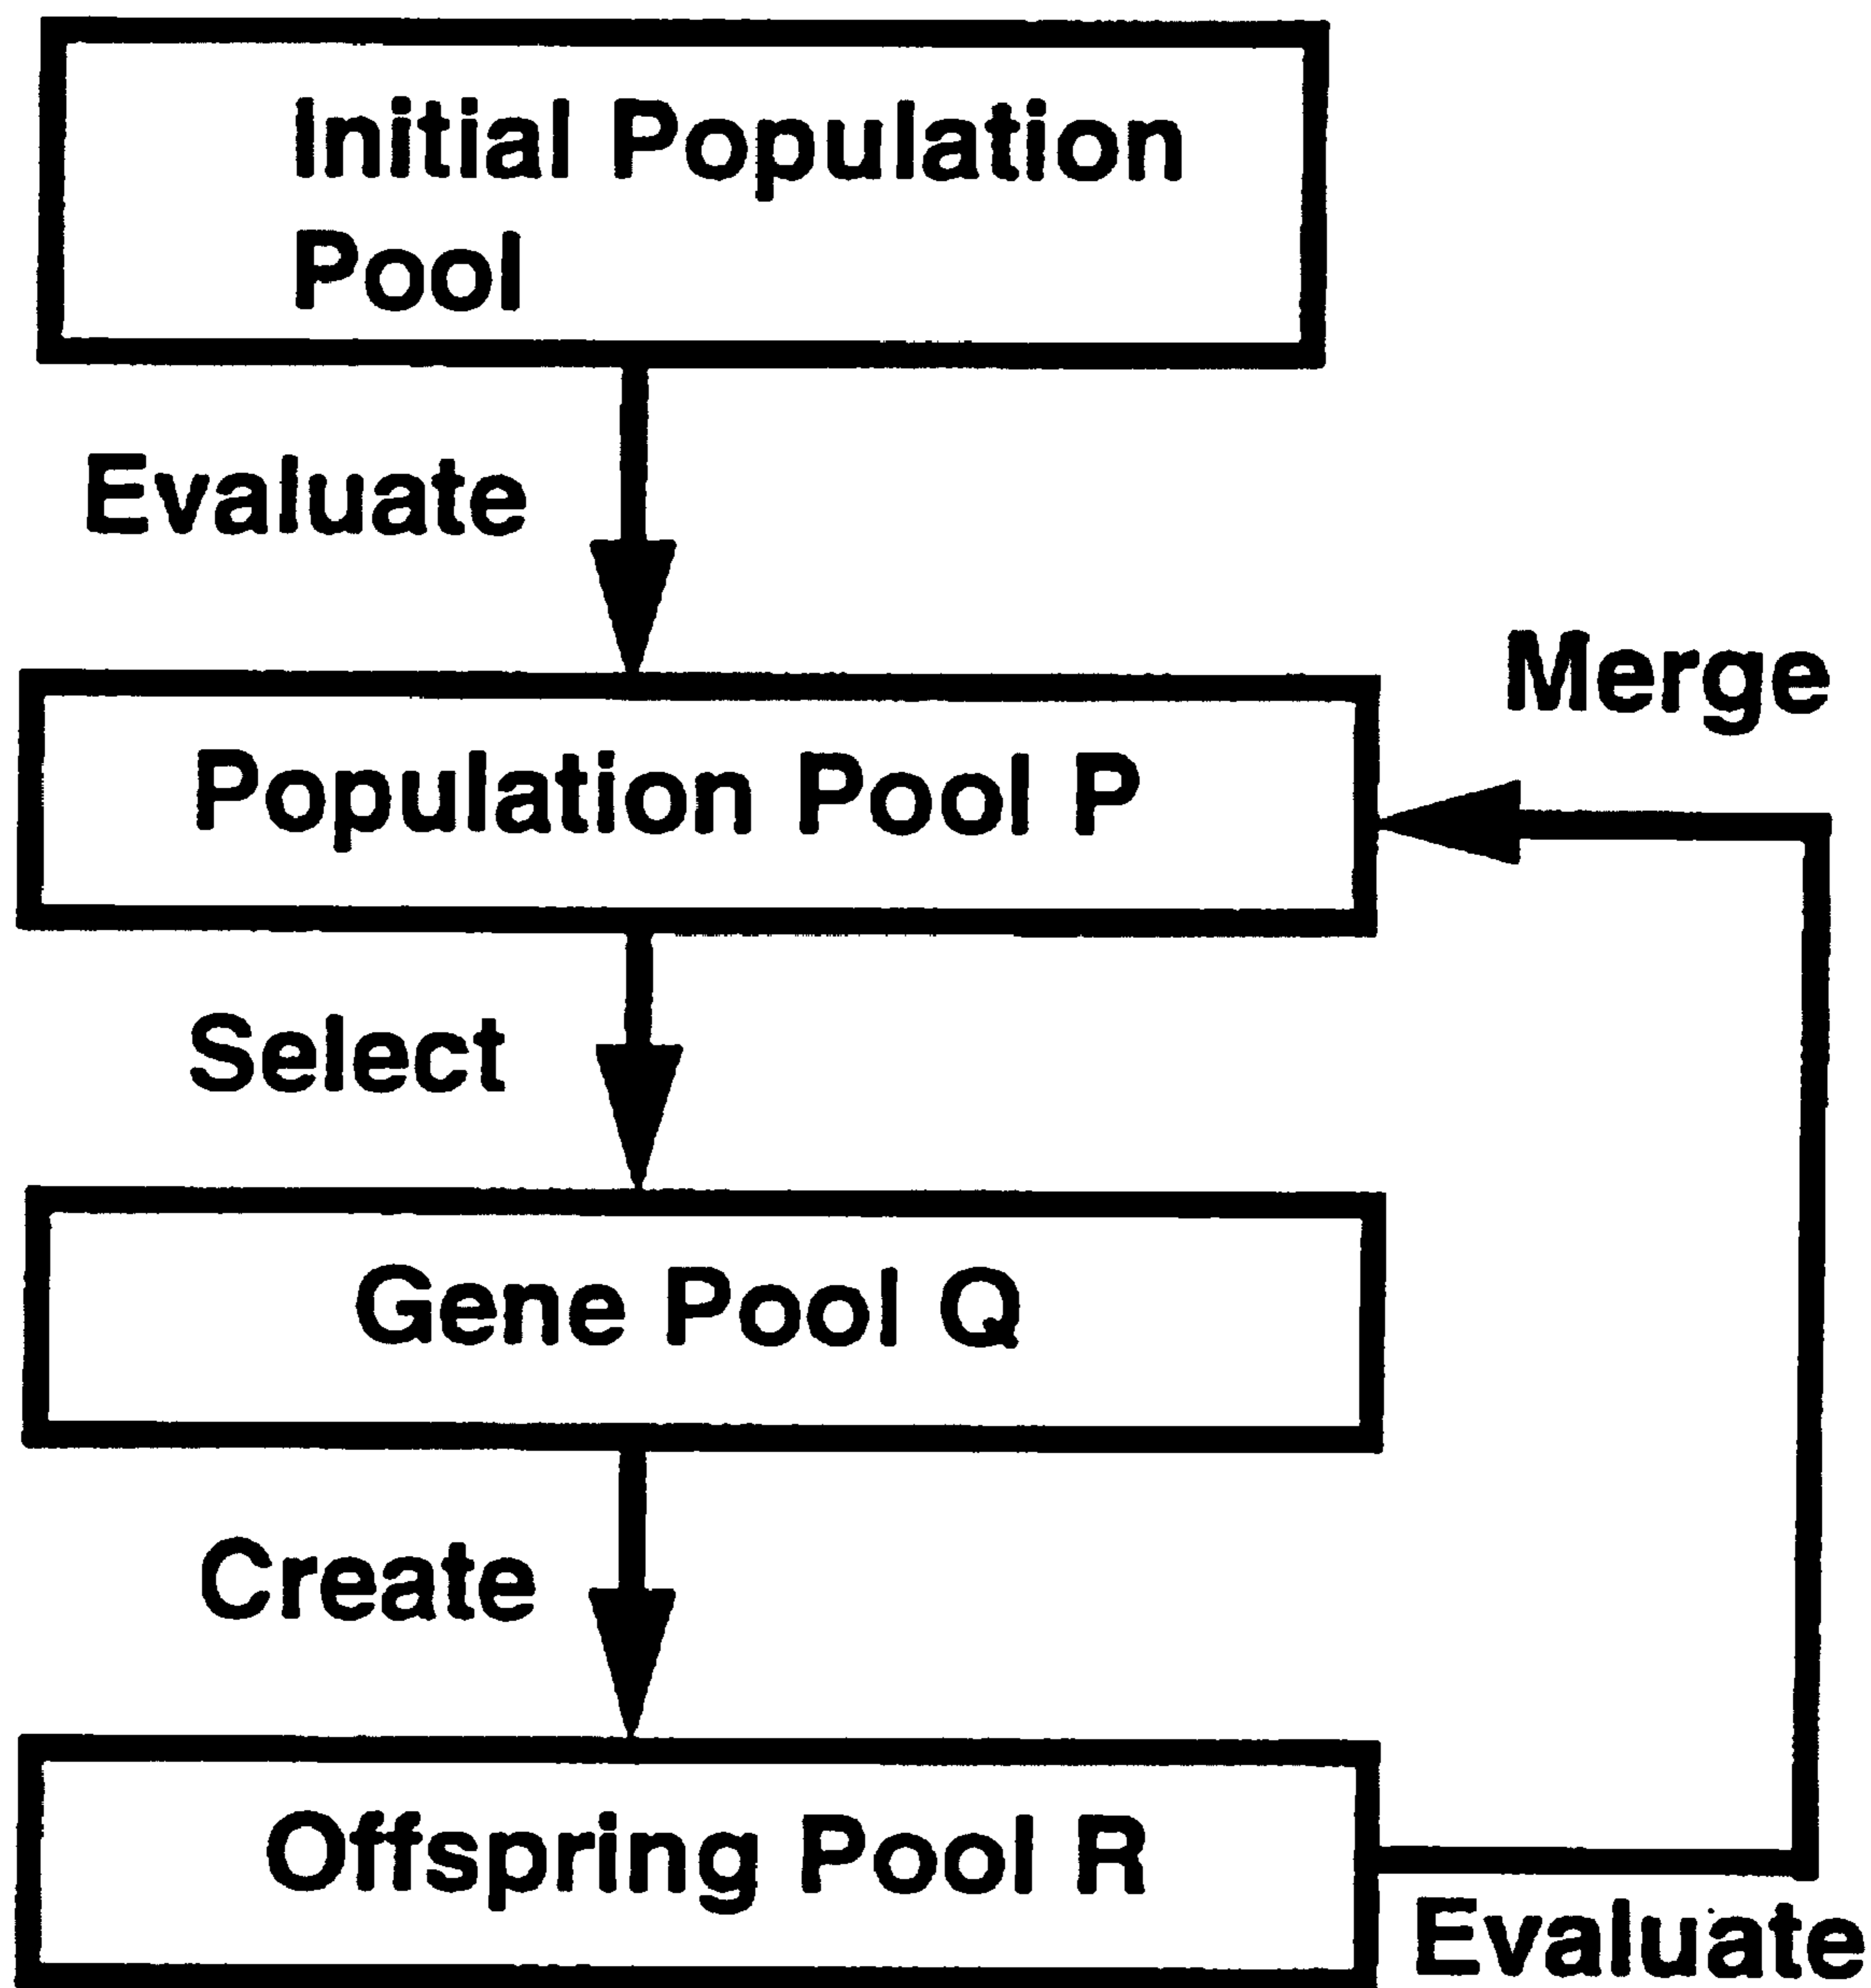 Initial Population
Pool
Evaluate
Merge
Population Pool P
Select
Gene Pool Q
Create
Offspring Pool R
Evaluate